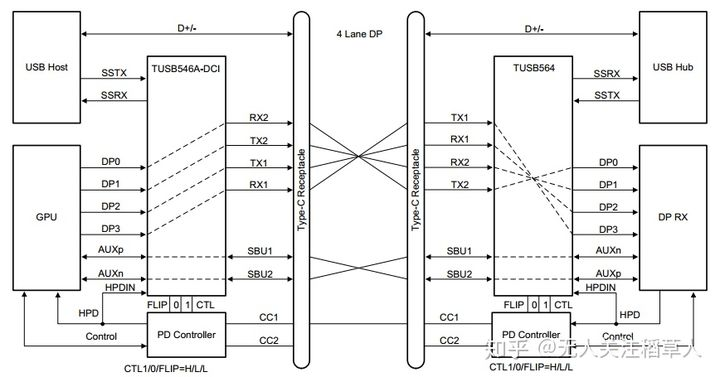 D+/-
4 Lane DP
D+/-
USB Host
TUSB546A-DCI
TUSB564
USB Hub
SSTX
SSRX
SSRX
SSTX
RX2
TX2
TX1
RX1
TX1
RX1
RX2
TX2
GPU
DP0
DP1
DP2
DP3
AUXp
AUXn
SBU1
SBU2
Type-C Receptacle
Type-C Receptacle
SBU1
SBU2
DP0
DP1
DP2
DP3
AUXn
AUXp
DP RX
HPDIN
HPDIN
FLIP 0 1 CTL
FLIP 0 1 CTL
HPD
HPD
Control
Control
PD Controller
CC1
CC2
CC1
CC2
PD Controller
CTL1/0/FLIP=H/L/L
CTL1/0/FLIP=H/L/L
知乎 @无人关注稻草人